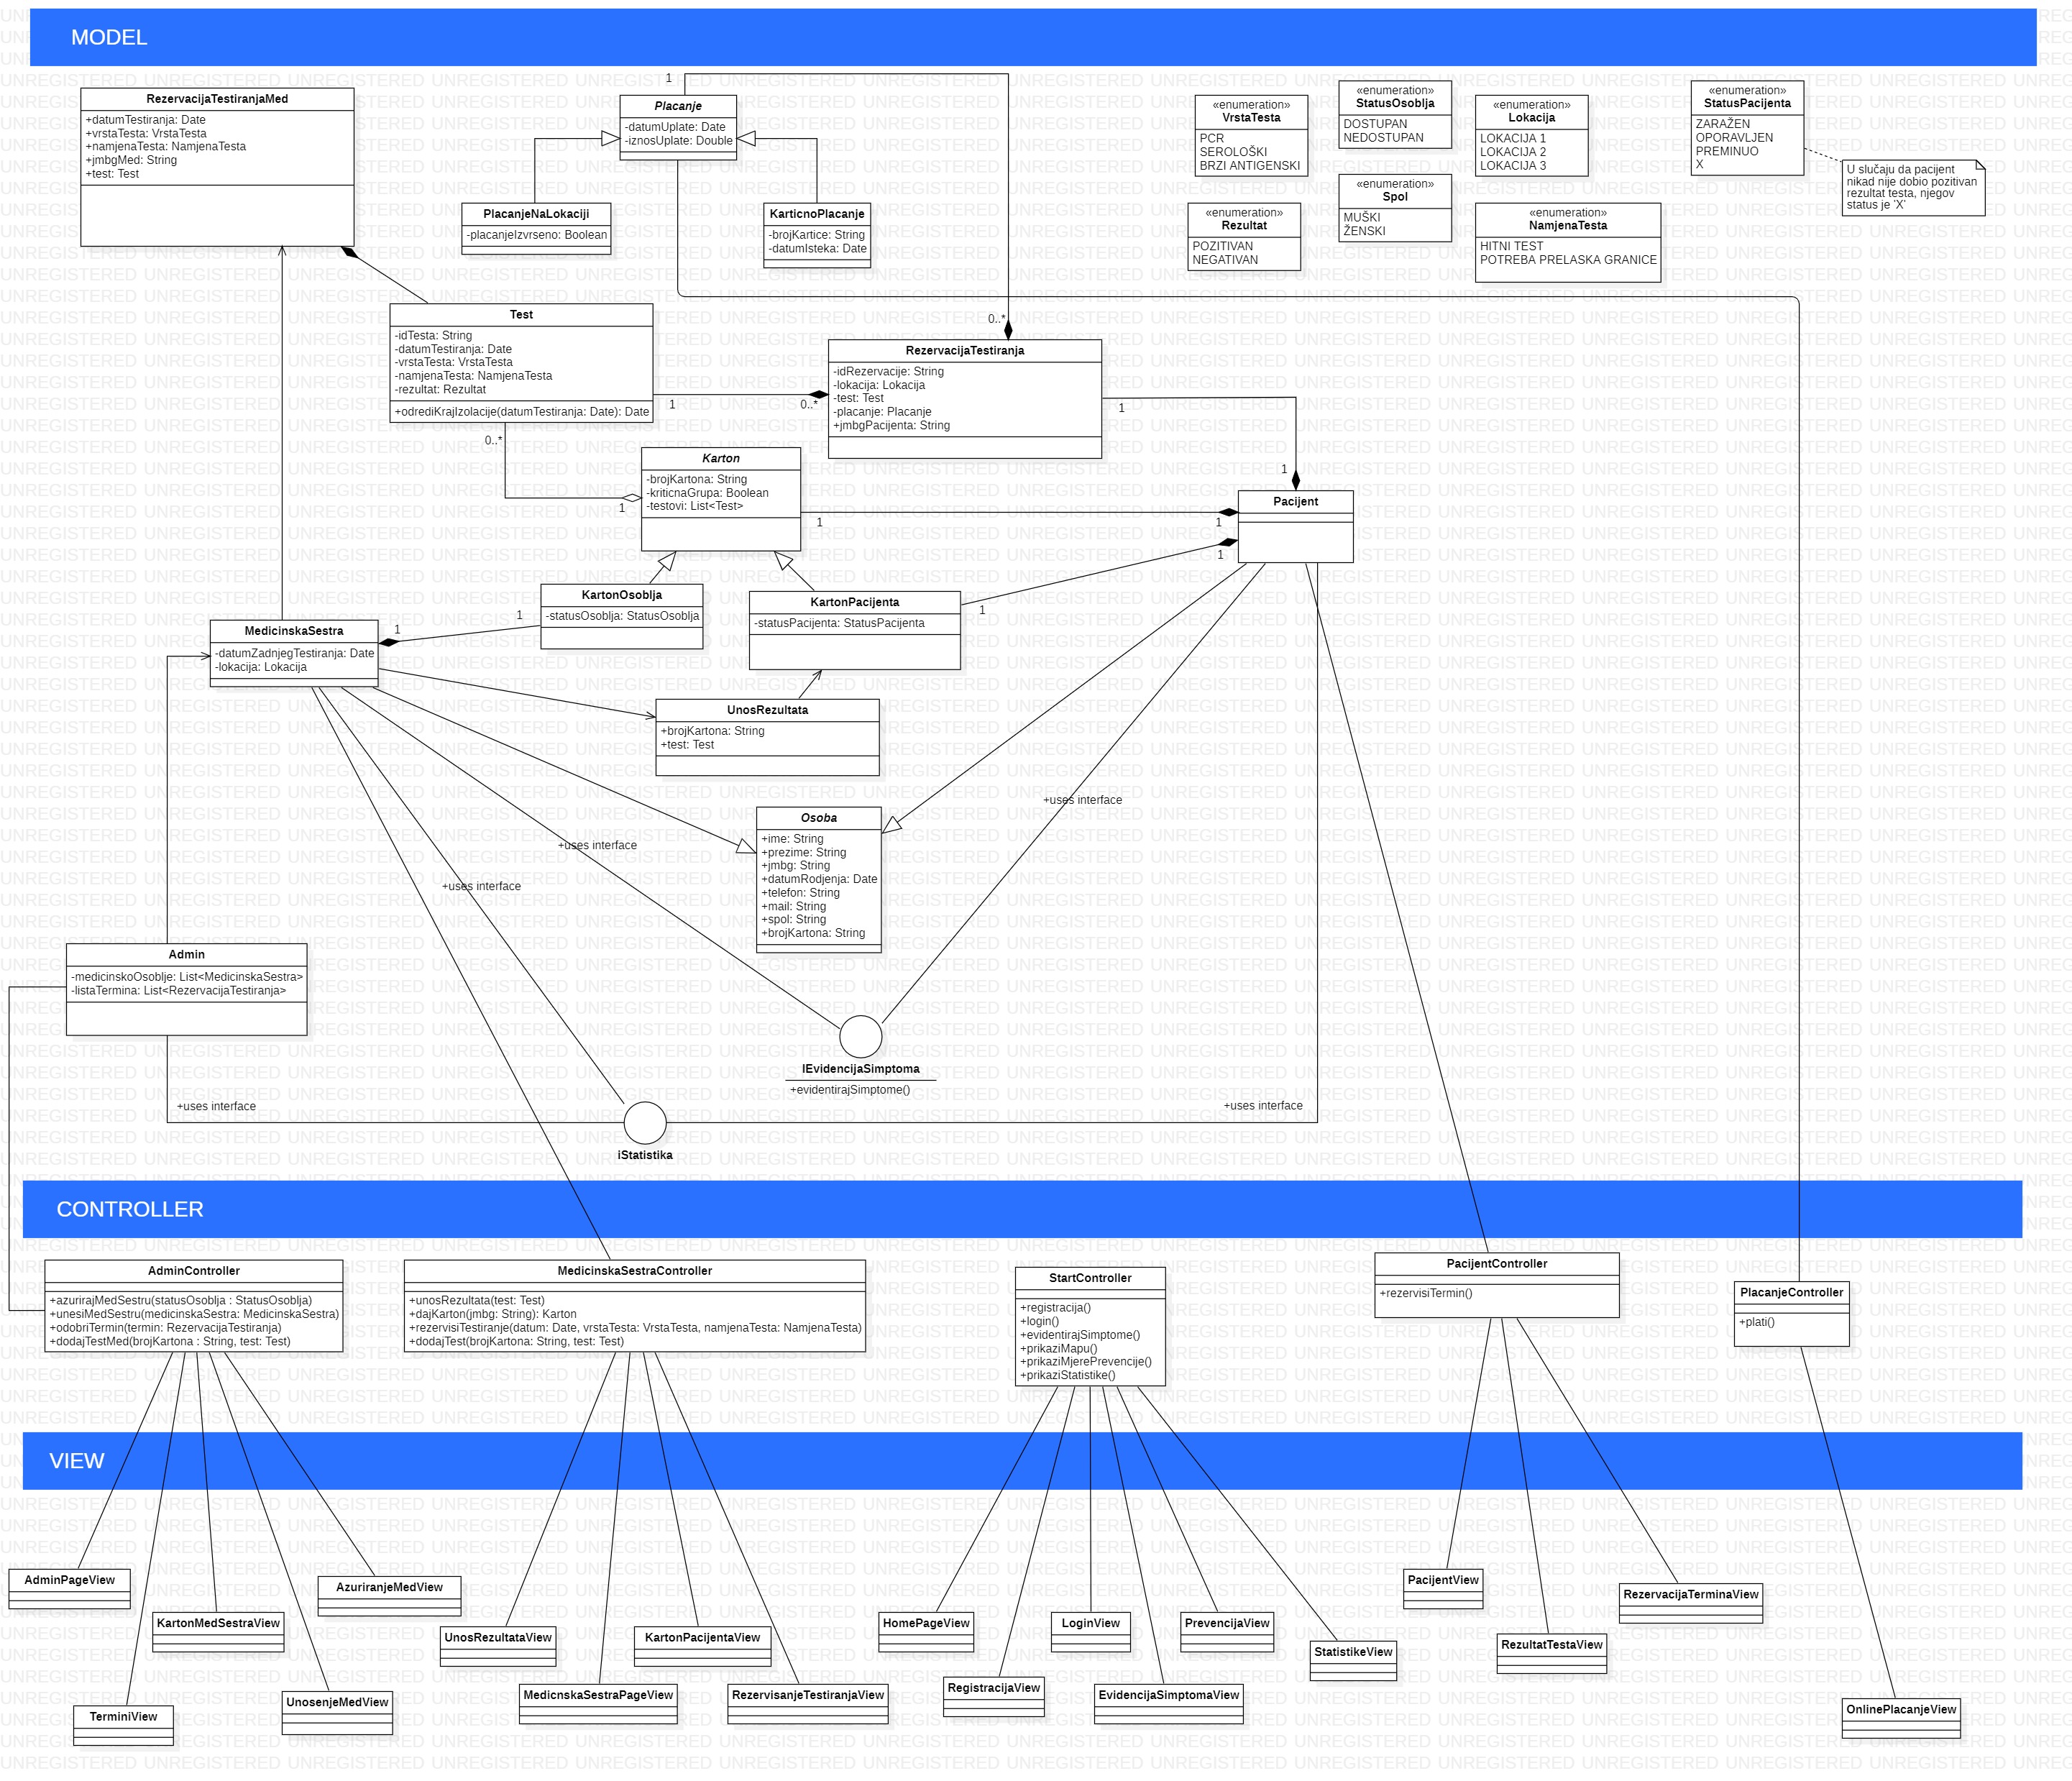 MODEL
RezervacijaTestiranjaMed
+datumTestiranja: Date
+vrstaTesta: VrstaTesta
+namjenaTesta: NamjenaTesta
+jmbgMed: String
+test: Test
1
Placanje
-datumUplate: Date
-iznosUplate: Double
PlacanjeNaLokaciji
-placanjeIzvrseno: Boolean
KarticnoPlacanje
-brojKartice: String
-datumIsteka: Date
«enumeration»
VrstaTesta
PCR
SEROLOŠKI
BRZI ANTIGENSKI
«enumeration»
StatusOsoblja
DOSTUPAN
NEDOSTUPAN
«enumeration»
Lokacija
LOKACIJA 1
LOKACIJA 2
LOKACIJA 3
«enumeration»
StatusPacijenta
ZARAŽEN
OPORAVLJEN
PREMINUO
X
U slučaju da pacijent
nikad nije dobio pozitivan
rezultat testa, njegov
status je 'X'
«enumeration»
Rezultat
POZITIVAN
NEGATIVAN
«enumeration»
Spol
MUŠKI
ŽENSKI
«enumeration»
NamjenaTesta
HITNI TEST
POTREBA PRELASKA GRANICE
Test
-idTesta: String
-datumTestiranja: Date
-vrstaTesta: VrstaTesta
-namjenaTesta: NamjenaTesta
-rezultat: Rezultat
+odrediKrajIzolacije(datumTestiranja: Date): Date
0..*
1
0..*
RezervacijaTestiranja
-idRezervacije: String
-lokacija: Lokacija
-test: Test
-placanje: Placanje
+jmbgPacijenta: String
1
1
0..*
1
Karton
-brojKartona: String
-kriticnaGrupa: Boolean
-testovi: List<Test>
1
1
Pacijent
1
1
KartonOsoblja
-statusOsoblja: StatusOsoblja
KartonPacijenta
-statusPacijenta: StatusPacijenta
1
1
MedicinskaSestra
-datumZadnjegTestiranja: Date
-lokacija: Lokacija
UnosRezultata
+brojKartona: String
+test: Test
+uses interface
+uses interface
+uses interface
Osoba
+ime: String
+prezime: String
+jmbg: String
+datumRodjenja: Date
+telefon: String
+mail: String
+spol: String
+brojKartona: String
Admin
-medicinskoOsoblje: List<MedicinskaSestra>
-listaTermina: List<RezervacijaTestiranja>
IEvidencijaSimptoma
+evidentirajSimptome()
+uses interface
+uses interface
iStatistika
CONTROLLER
AdminController
+azurirajMedSestru(statusOsoblja : StatusOsoblja)
+unesiMedSestru(medicinskaSestra: MedicinskaSestra)
+odobriTermin(termin: RezervacijaTestiranja)
+dodajTestMed(brojKartona : String, test: Test)
MedicinskaSestraController
+unosRezultata(test: Test)
+dajKarton(jmbg: String): Karton
+rezervisiTestiranje(datum: Date, vrstaTesta: VrstaTesta, namjenaTesta: NamjenaTesta)
+dodajTest(brojKartona: String, test: Test)
StartController
+registracija()
+login()
+evidentirajSimptome()
+prikaziMapu()
+prikaziMjerePrevencije()
+prikaziStatistike()
PacijentController
+rezervisiTermin()
PlacanjeController
+plati()
VIEW
AdminPageView
AzuriranjeMedView
KartonMedSestraView
UnosenjeMedView
TerminiView
UnosRezultataView
KartonPacijentaView
MedicnskaSestraPageView
RezervisanjeTestiranjaView
HomePageView
LoginView
PrevencijaView
StatistikeView
RegistracijaView
EvidencijaSimptomaView
PacijentView
RezervacijaTerminaView
RezultatTestaView
OnlinePlacanjeView